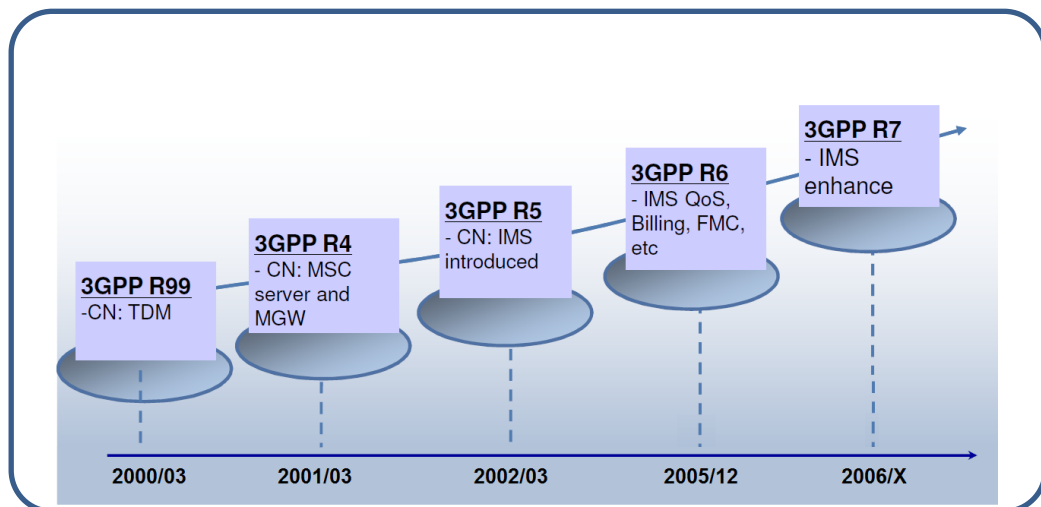 3GPP R99
-CN: TDM
3GPP R4
- CN: MSC
server and
MGW
3GPP R5
- CN: IMS
introduced
3GPP R6
- IMS QoS,
Billing, FMC,
etc
3GPP R7
- IMS
enhance
2000/03
2001/03
2002/03
2005/12
2006/X